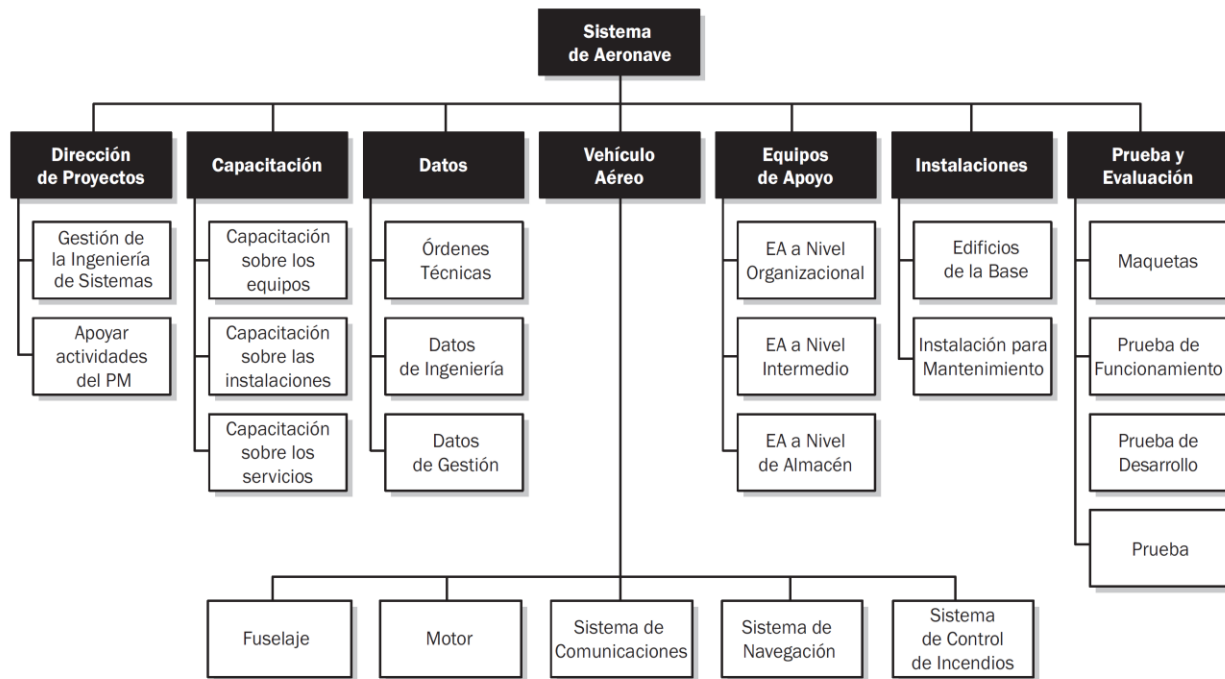 Sistema
de Aeronave
Dirección
de Proyectos
Capacitación
Datos
Vehículo
Aéreo
Equipos
de Apoyo
Instalaciones
Prueba y
Evaluación
Gestión de
la Ingeniería
de Sistemas
Apoyar
actividades
del PM
Capacitación
sobre los
equipos
Capacitación
sobre las
instalaciones
Capacitación
sobre los
servicios
Órdenes
Técnicas
Datos
de Ingeniería
Datos
de Gestión
EA a Nivel
Organizacional
EA a Nivel
Intermedio
EA a Nivel
de Almacén
Edificios
de la Base
Instalación para
Mantenimiento
Maquetas
Prueba de
Funcionamiento
Prueba de
Desarrollo
Prueba
Fuselaje
Motor
Sistema de
Comunicaciones
Sistema de
Navegación
Sistema
de Control
de Incendios